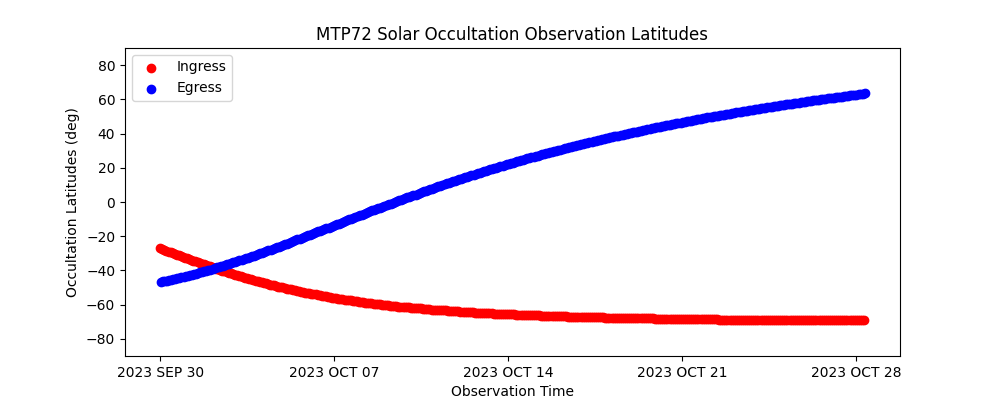 MTP72 Solar Occultation Observation Latitudes
Ingress
Egress
80
60
40
20
0
−20
−40
−60
−80
Occultation Latitudes (deg)
2023 SEP 30 2023 OCT 07 2023 OCT 14 2023 OCT 21 2023 OCT 28
Observation Time